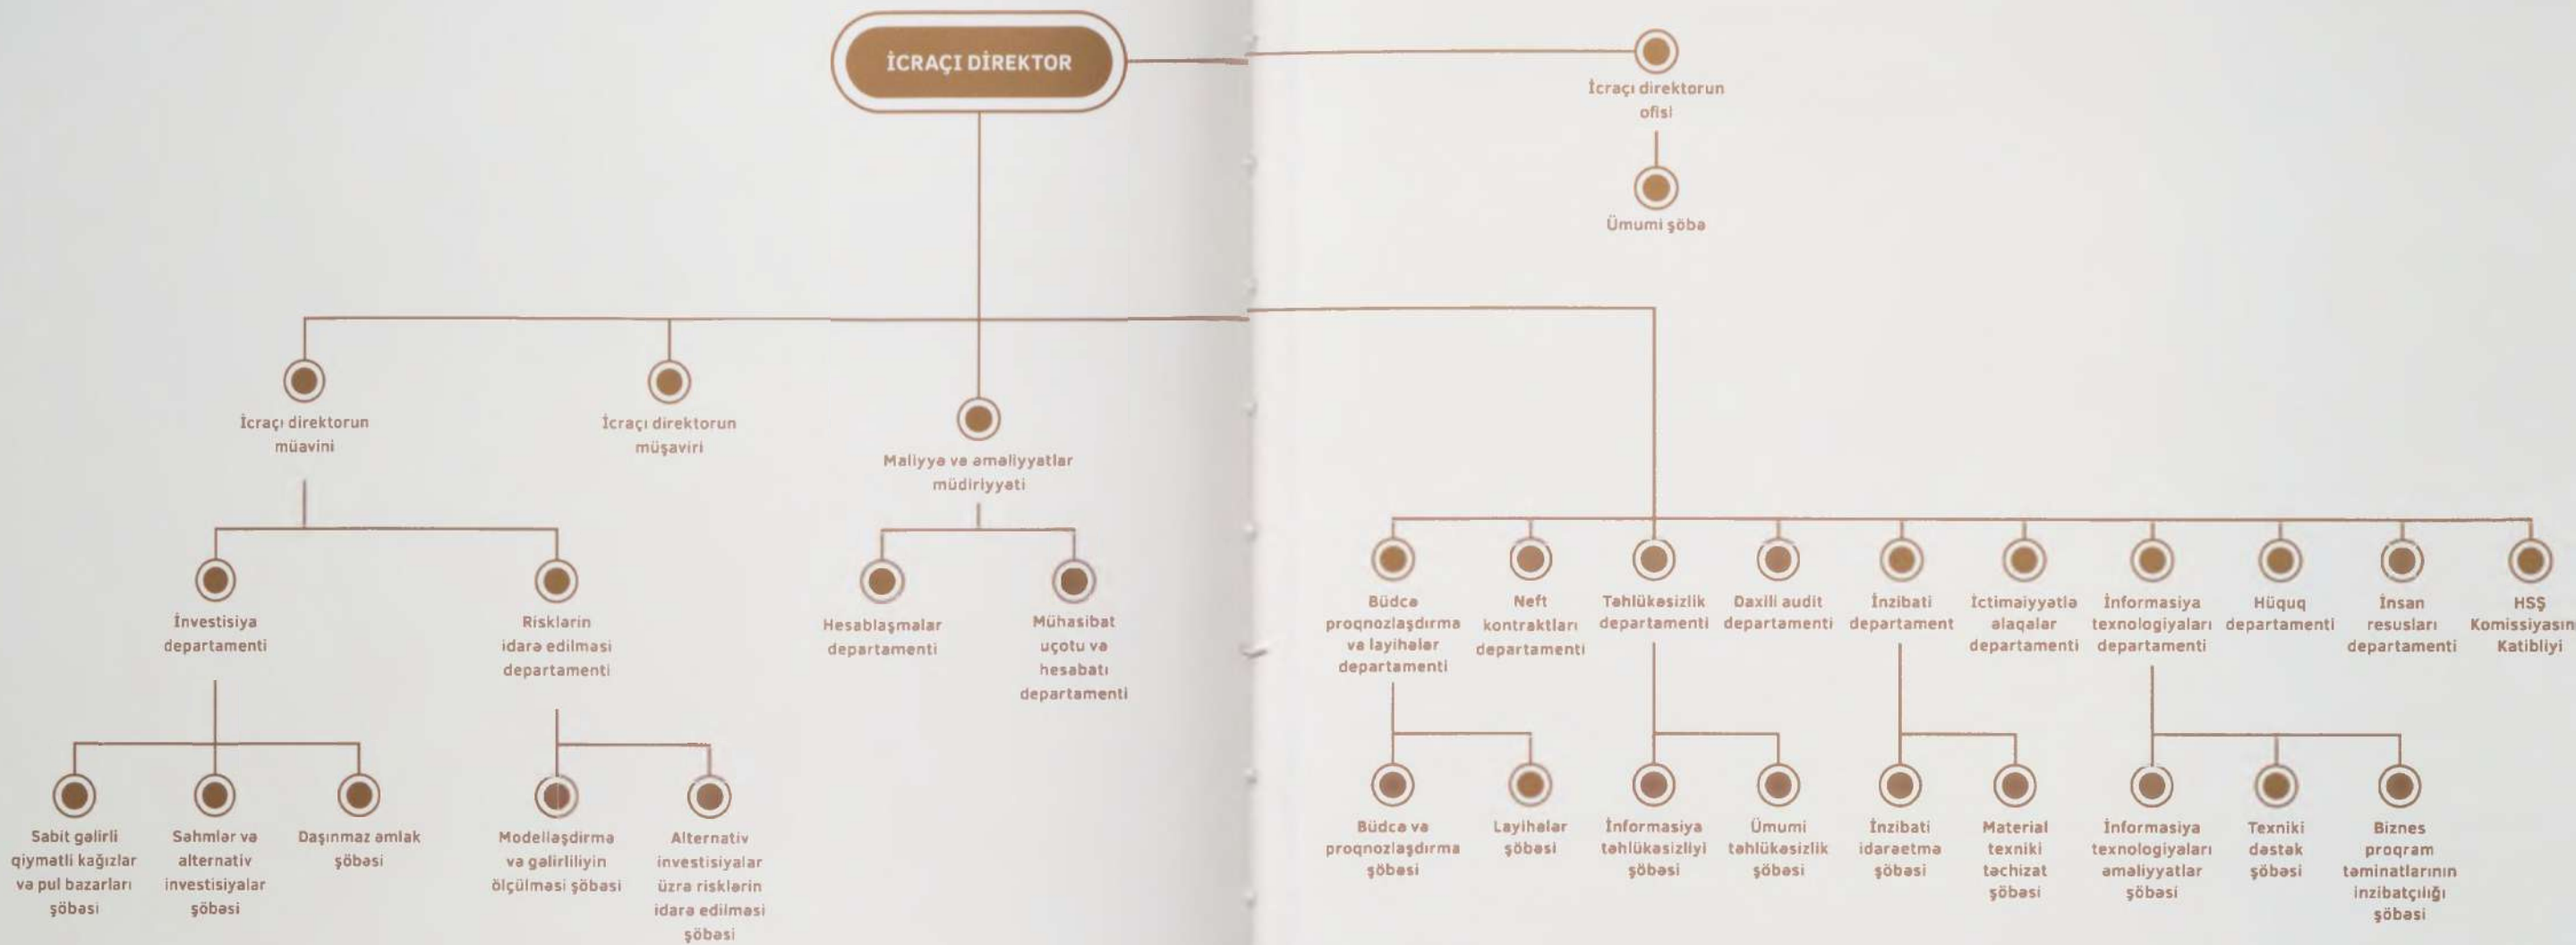 İCRAÇI DİREKTOR
İcraçı direktorun
ofisi
Ümumi şöbə
İcraçı direktorun
müavini
İcraçı direktorun
müşaviri
Maliyyə və əməliyyatlar
müdiriyyəti
İnvestisiya
departamenti
Risklərin
idarə edilməsi
departamenti
Hesablaşmalar
departamenti
Mühasibat
uçotu və
hesabatı
departamenti
Büdcə
proqnozlaşdırma
və layihələr
departamenti
Neft
kontraktları
departamenti
Təhlükəsizlik
departamenti
Daxili audit
departamenti
İnzibati
departament
İctimaiyyətlə
əlaqələr
departamenti
İnformasiya
texnologiyaları
departamenti
Hüquq
departamenti
İnsan
resusları
departamenti
HSŞ
Komissiyasını
Katibliyi
Sabit gəlirli
qiymətli kağızlar
və pul bazarları
şöbəsi
Səhmlər və
alternativ
investisiyalar
şöbəsi
Daşınmaz əmlak
şöbəsi
Modelləşdirmə
və gəlirliliyin
ölçülməsi şöbəsi
Alternativ
investisiyalar
üzrə risklərin
idarə edilməsi
şöbəsi
Büdcə və
proqnozlaşdırma
şöbəsi
Layihələr
şöbəsi
İnformasiya
təhlükəsizliyi
şöbəsi
Ümumi
təhlükəsizlik
şöbəsi
İnzibati
idarəetmə
şöbəsi
Material
texniki
təchizat
şöbəsi
İnformasiya
texnologiyaları
əməliyyatlar
şöbəsi
Texniki
dəstək
şöbəsi
Biznes
proqram
təminatlarının
inzibatçılığı
şöbəsi